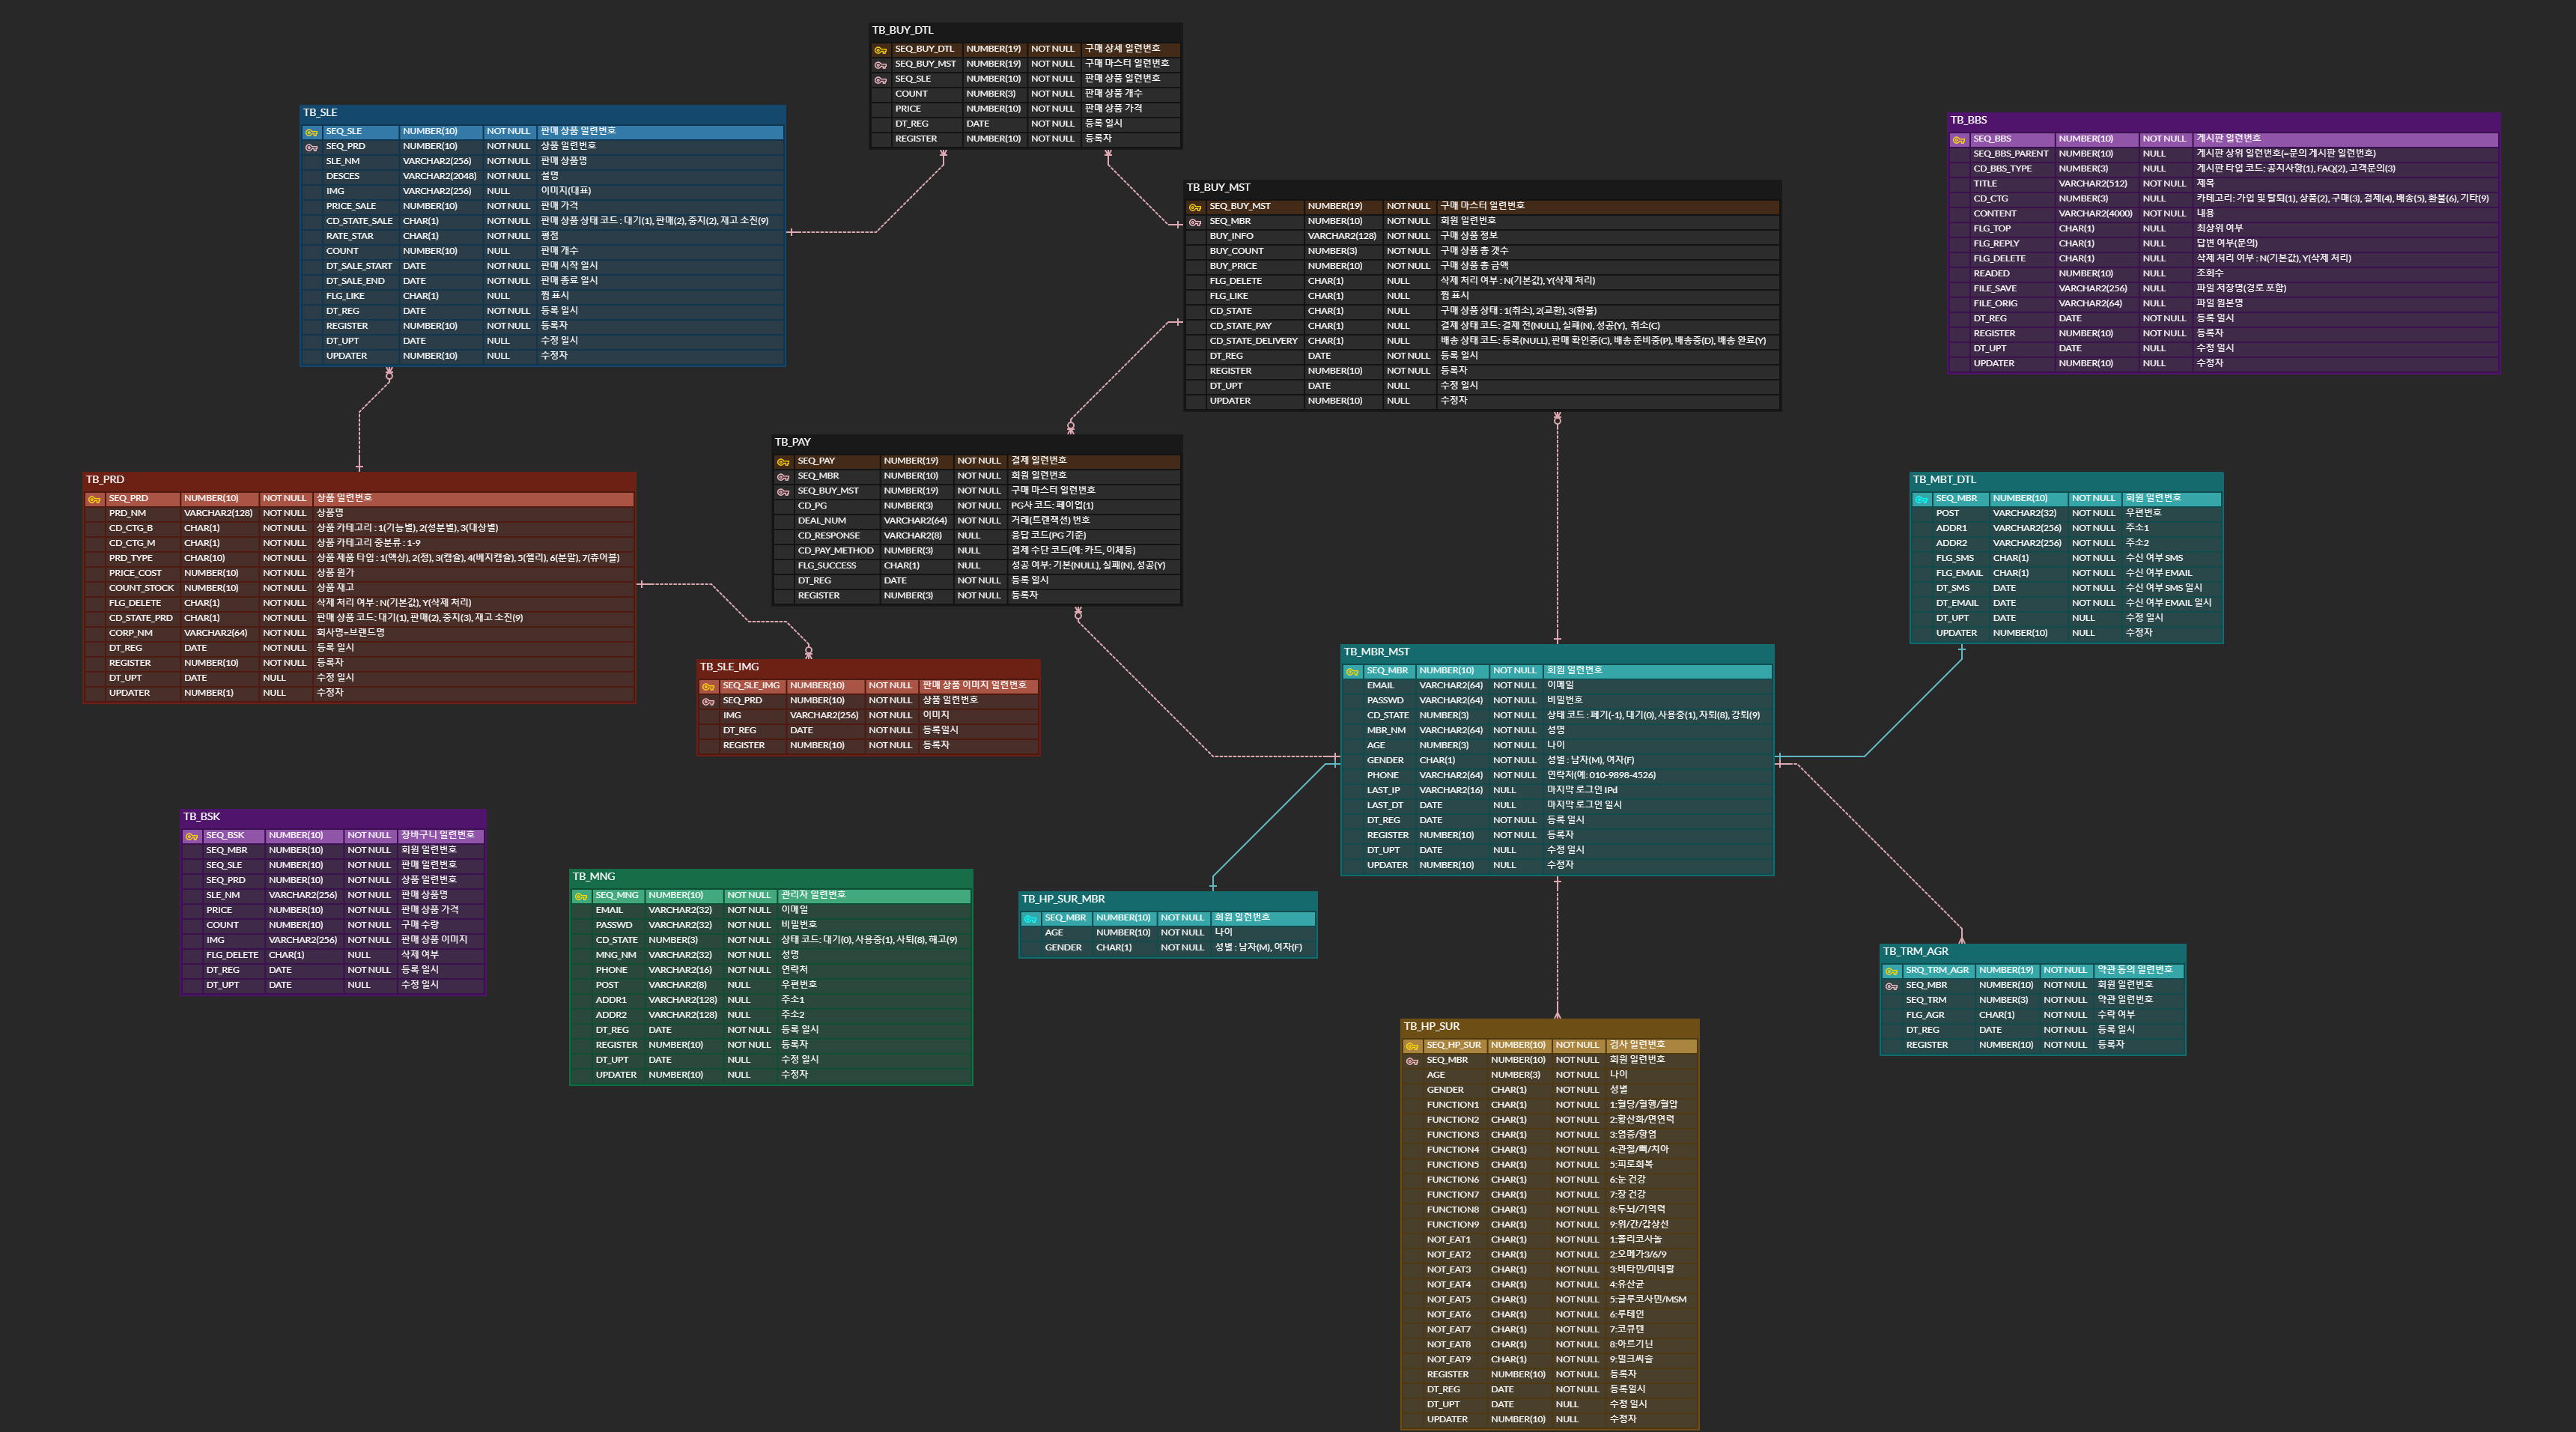 TB_BUY_DTL
SEQ_BUY_DTL NUMBER(19) NOT NULL 구매 상세 일련번호
SEQ_BUY_MST NUMBER(19) NOT NULL 구매 마스터 일련번호
SEQ_SLE NUMBER(10) NOT NULL 판매 상품 일련번호
COUNT NUMBER(3) NOT NULL 판매 상품 개수
PRICE NUMBER(10) NOT NULL 판매 상품 가격
DT_REG DATE NOT NULL 등록 일시
REGISTER NUMBER(10) NOT NULL 등록자
TB_SLE
SEQ_SLE NUMBER(10) NOT NULL 판매 상품 일련번호
SEQ_PRD NUMBER(10) NOT NULL 상품 일련번호
SLE_NM VARCHAR2(256) NOT NULL 판매 상품명
DESCES VARCHAR2(2048) NOT NULL 설명
IMG VARCHAR2(256) NULL 이미지(대표)
PRICE_SALE NUMBER(10) NOT NULL 판매 가격
CD_STATE_SALE CHAR(1) NOT NULL 판매 상품 상태 코드 : 대기(1), 판매(2), 중지(2), 재고 소진(9)
RATE_STAR CHAR(1) NOT NULL 평점
COUNT NUMBER(10) NULL 판매 개수
DT_SALE_START DATE NOT NULL 판매 시작 일시
DT_SALE_END DATE NOT NULL 판매 종료 일시
FLG_LIKE CHAR(1) NULL 찜 표시
DT_REG DATE NOT NULL 등록 일시
REGISTER NUMBER(10) NOT NULL 등록자
DT_UPT DATE NULL 수정 일시
UPDATER NUMBER(10) NULL 수정자
TB_BBS
SEQ_BBS NUMBER(10) NOT NULL 게시판 일련번호
SEQ_BBS_PARENT NUMBER(10) NULL 게시판 상위 일련번호(=문의 게시판 일련번호)
CD_BBS_TYPE NUMBER(3) NULL 게시판 타입 코드: 공지사항(1), FAQ(2), 고객문의(3)
TITLE VARCHAR2(512) NOT NULL 제목
CD_CTG NUMBER(3) NULL 카테고리: 가입 및 탈퇴(1), 상품(2), 구매(3), 결제(4), 배송(5), 환불(6), 기타(9)
CONTENT VARCHAR2(4000) NOT NULL 내용
FLG_TOP CHAR(1) NULL 최상위 여부
FLG_REPLY CHAR(1) NULL 답변 여부(문의)
FLG_DELETE CHAR(1) NULL 삭제 처리 여부 : N(기본값), Y(삭제 처리)
READED NUMBER(10) NULL 조회수
FILE_SAVE VARCHAR2(256) NULL 파일 저장명(경로 포함)
FILE_ORIG VARCHAR2(64) NULL 파일 원본명
DT_REG DATE NOT NULL 등록 일시
REGISTER NUMBER(10) NOT NULL 등록자
DT_UPT DATE NULL 수정 일시
UPDATER NUMBER(10) NULL 수정자
TB_BUY_MST
SEQ_BUY_MST NUMBER(19) NOT NULL 구매 마스터 일련번호
SEQ_MBR NUMBER(10) NOT NULL 회원 일련번호
BUY_INFO VARCHAR2(128) NOT NULL 구매 상품 정보
BUY_COUNT NUMBER(3) NOT NULL 구매 상품 총 갯수
BUY_PRICE NUMBER(10) NOT NULL 구매 상품 총 금액
FLG_DELETE CHAR(1) NULL 삭제 처리 여부 : N(기본값), Y(삭제 처리)
FLG_LIKE CHAR(1) NULL 찜 표시
CD_STATE CHAR(1) NULL 구매 상품 상태 : 1(취소), 2(교환), 3(환불)
CD_STATE_PAY CHAR(1) NULL 결제 상태 코드: 결제 전(NULL), 실패(N), 성공(Y), 취소(C)
CD_STATE_DELIVERY CHAR(1) NULL 배송 상태 코드: 등록(NULL), 판매 확인중(C), 배송 준비중(P), 배송중(D), 배송 완료(Y)
DT_REG DATE NOT NULL 등록 일시
REGISTER NUMBER(10) NOT NULL 등록자
DT_UPT DATE NULL 수정 일시
UPDATER NUMBER(10) NULL 수정자
TB_PAY
SEQ_PAY NUMBER(19) NOT NULL 결제 일련번호
SEQ_MBR NUMBER(10) NOT NULL 회원 일련번호
SEQ_BUY_MST NUMBER(19) NOT NULL 구매 마스터 일련번호
CD_PG NUMBER(3) NOT NULL PG사 코드: 페이업(1)
DEAL_NUM VARCHAR2(64) NOT NULL 거래(트랜잭션) 번호
CD_RESPONSE VARCHAR2(8) NULL 응답 코드(PG 기준)
CD_PAY_METHOD NUMBER(3) NULL 결제 수단 코드(예: 카드, 이체등)
FLG_SUCCESS CHAR(1) NULL 성공 여부: 기본(NULL), 실패(N), 성공(Y)
DT_REG DATE NOT NULL 등록 일시
REGISTER NUMBER(3) NOT NULL 등록자
TB_PRD
SEQ_PRD NUMBER(10) NOT NULL 상품 일련번호
PRD_NM VARCHAR2(128) NOT NULL 상품명
CD_CTG_B CHAR(1) NOT NULL 상품 카테고리 : 1(기능별), 2(성분별), 3(대상별)
CD_CTG_M CHAR(1) NOT NULL 상품 카테고리 중분류 : 1-9
PRD_TYPE CHAR(10) NOT NULL 상품 제품 타입 : 1(액상), 2(정), 3(캡슐), 4(베지캡슐), 5(젤리), 6(분말), 7(츄어블)
PRICE_COST NUMBER(10) NOT NULL 상품 원가
COUNT_STOCK NUMBER(10) NOT NULL 상품 재고
FLG_DELETE CHAR(1) NOT NULL 삭제 처리 여부 : N(기본값), Y(삭제 처리)
CD_STATE_PRD CHAR(1) NOT NULL 판매 상품 코드: 대기(1), 판매(2), 중지(3), 재고 소진(9)
CORP_NM VARCHAR2(64) NOT NULL 회사명=브랜드명
DT_REG DATE NOT NULL 등록 일시
REGISTER NUMBER(10) NOT NULL 등록자
DT_UPT DATE NULL 수정 일시
UPDATER NUMBER(1) NULL 수정자
TB_MBT_DTL
SEQ_MBR NUMBER(10) NOT NULL 회원 일련번호
POST VARCHAR2(32) NOT NULL 우편번호
ADDR1 VARCHAR2(256) NOT NULL 주소1
ADDR2 VARCHAR2(256) NOT NULL 주소2
FLG_SMS CHAR(1) NOT NULL 수신 여부 SMS
FLG_EMAIL CHAR(1) NOT NULL 수신 여부 EMAIL
DT_SMS DATE NOT NULL 수신 여부 SMS 일시
DT_EMAIL DATE NOT NULL 수신 여부 EMAIL 일시
DT_UPT DATE NULL 수정 일시
UPDATER NUMBER(10) NULL 수정자
TB_SLE_IMG
SEQ_SLE_IMG NUMBER(10) NOT NULL 판매 상품 이미지 일련번호
SEQ_PRD NUMBER(10) NOT NULL 상품 일련번호
IMG VARCHAR2(256) NOT NULL 이미지
DT_REG DATE NOT NULL 등록일시
REGISTER NUMBER(10) NOT NULL 등록자
TB_MBR_MST
SEQ_MBR NUMBER(10) NOT NULL 회원 일련번호
EMAIL VARCHAR2(64) NOT NULL 이메일
PASSWD VARCHAR2(64) NOT NULL 비밀번호
CD_STATE NUMBER(3) NOT NULL 상태 코드 : 폐기(-1), 대기(0), 사용중(1), 자퇴(8), 강퇴(9)
MBR_NM VARCHAR2(64) NOT NULL 성명
AGE NUMBER(3) NOT NULL 나이
GENDER CHAR(1) NOT NULL 성별 : 남자(M), 여자(F)
PHONE VARCHAR2(64) NOT NULL 연락처(예: 010-9898-4526)
LAST_IP VARCHAR2(16) NULL 마지막 로그인 IPd
LAST_DT DATE NULL 마지막 로그인 일시
DT_REG DATE NOT NULL 등록 일시
REGISTER NUMBER(10) NOT NULL 등록자
DT_UPT DATE NULL 수정 일시
UPDATER NUMBER(10) NULL 수정자
TB_BSK
SEQ_BSK NUMBER(10) NOT NULL 장바구니 일련번호
SEQ_MBR NUMBER(10) NOT NULL 회원 일련번호
SEQ_SLE NUMBER(10) NOT NULL 판매 일련번호
SEQ_PRD NUMBER(10) NOT NULL 상품 일련번호
SLE_NM VARCHAR2(256) NOT NULL 판매 상품명
PRICE NUMBER(10) NOT NULL 판매 상품 가격
COUNT NUMBER(10) NOT NULL 구매 수량
IMG VARCHAR2(256) NOT NULL 판매 상품 이미지
FLG_DELETE CHAR(1) NULL 삭제 여부
DT_REG DATE NOT NULL 등록 일시
DT_UPT DATE NULL 수정 일시
TB_MNG
SEQ_MNG NUMBER(10) NOT NULL 관리자 일련번호
EMAIL VARCHAR2(32) NOT NULL 이메일
PASSWD VARCHAR2(32) NOT NULL 비밀번호
CD_STATE NUMBER(3) NOT NULL 상태 코드: 대기(0), 사용중(1), 사퇴(8), 해고(9)
MNG_NM VARCHAR2(32) NOT NULL 성명
PHONE VARCHAR2(16) NOT NULL 연락처
POST VARCHAR2(8) NULL 우편번호
ADDR1 VARCHAR2(128) NULL 주소1
ADDR2 VARCHAR2(128) NULL 주소2
DT_REG DATE NOT NULL 등록 일시
REGISTER NUMBER(10) NOT NULL 등록자
DT_UPT DATE NULL 수정 일시
UPDATER NUMBER(10) NULL 수정자
TB_HP_SUR_MBR
SEQ_MBR NUMBER(10) NOT NULL 회원 일련번호
AGE NUMBER(10) NOT NULL 나이
GENDER CHAR(1) NOT NULL 성별 : 남자(M), 여자(F)
TB_TRM_AGR
SRQ_TRM_AGR NUMBER(19) NOT NULL 약관 동의 일련번호
SEQ_MBR NUMBER(10) NOT NULL 회원 일련번호
SEQ_TRM NUMBER(3) NOT NULL 약관 일련번호
FLG_AGR CHAR(1) NOT NULL 수락 여부
DT_REG DATE NOT NULL 등록 일시
REGISTER NUMBER(10) NOT NULL 등록자
TB_HP_SUR
SEQ_HP_SUR NUMBER(10) NOT NULL 검사 일련번호
SEQ_MBR NUMBER(10) NOT NULL 회원 일련번호
AGE NUMBER(3) NOT NULL 나이
GENDER CHAR(1) NOT NULL 성별
FUNCTION1 CHAR(1) NOT NULL 1:혈당/혈행/혈압
FUNCTION2 CHAR(1) NOT NULL 2:황산화/면연력
FUNCTION3 CHAR(1) NOT NULL 3:염증/항염
FUNCTION4 CHAR(1) NOT NULL 4:관절/뼈/치아
FUNCTION5 CHAR(1) NOT NULL 5:피로회복
FUNCTION6 CHAR(1) NOT NULL 6:눈 건강
FUNCTION7 CHAR(1) NOT NULL 7:장 건강
FUNCTION8 CHAR(1) NOT NULL 8:두뇌/기억력
FUNCTION9 CHAR(1) NOT NULL 9:위/간/갑상선
NOT_EAT1 CHAR(1) NOT NULL 1:폴리코사놀
NOT_EAT2 CHAR(1) NOT NULL 2:오메가3/6/9
NOT_EAT3 CHAR(1) NOT NULL 3:비타민/미네랄
NOT_EAT4 CHAR(1) NOT NULL 4:유산균
NOT_EAT5 CHAR(1) NOT NULL 5:글루코사민/MSM
NOT_EAT6 CHAR(1) NOT NULL 6:루테인
NOT_EAT7 CHAR(1) NOT NULL 7:코큐텐
NOT_EAT8 CHAR(1) NOT NULL 8:아르기닌
NOT_EAT9 CHAR(1) NOT NULL 9:밀크씨슬
REGISTER NUMBER(10) NOT NULL 등록자
DT_REG DATE NOT NULL 등록일시
DT_UPT DATE NULL 수정 일시
UPDATER NUMBER(10) NULL 수정자